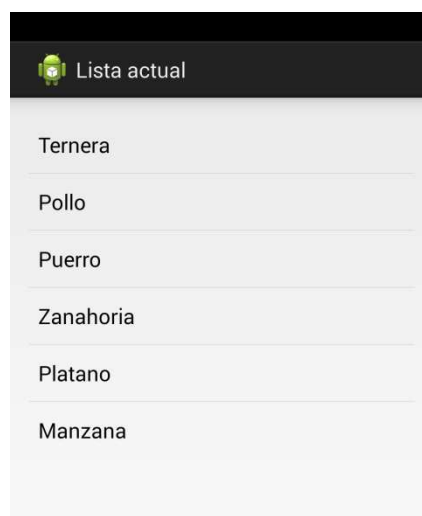 Lista actual
Ternera
Pollo
Puerro
Zanahoria
Platano
Manzana